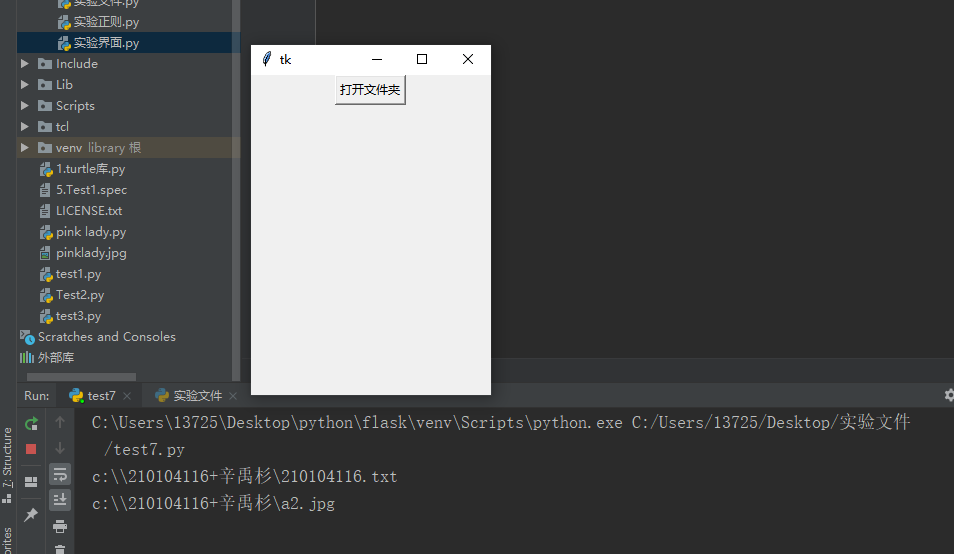 实验文件.py
实验正则.py
实验界面.py
Include
Lib
Scripts
tcl
venv library 根
1.turtle库.py
5.Test1.spec
LICENSE.txt
pink lady.py
pinklady.jpg
test1.py
Test2.py
test3.py
Scratches and Consoles
外部库
tk
打开文件夹
Run: test7 实验文件
C:\Users\13725\Desktop\python\flask\venv\Scripts\python.exe C:/Users/13725/Desktop/实验文件
/test7.py
c:\\210104116+辛禹杉\210104116.txt
c:\\210104116+辛禹杉\a2.jpg
7: Structure